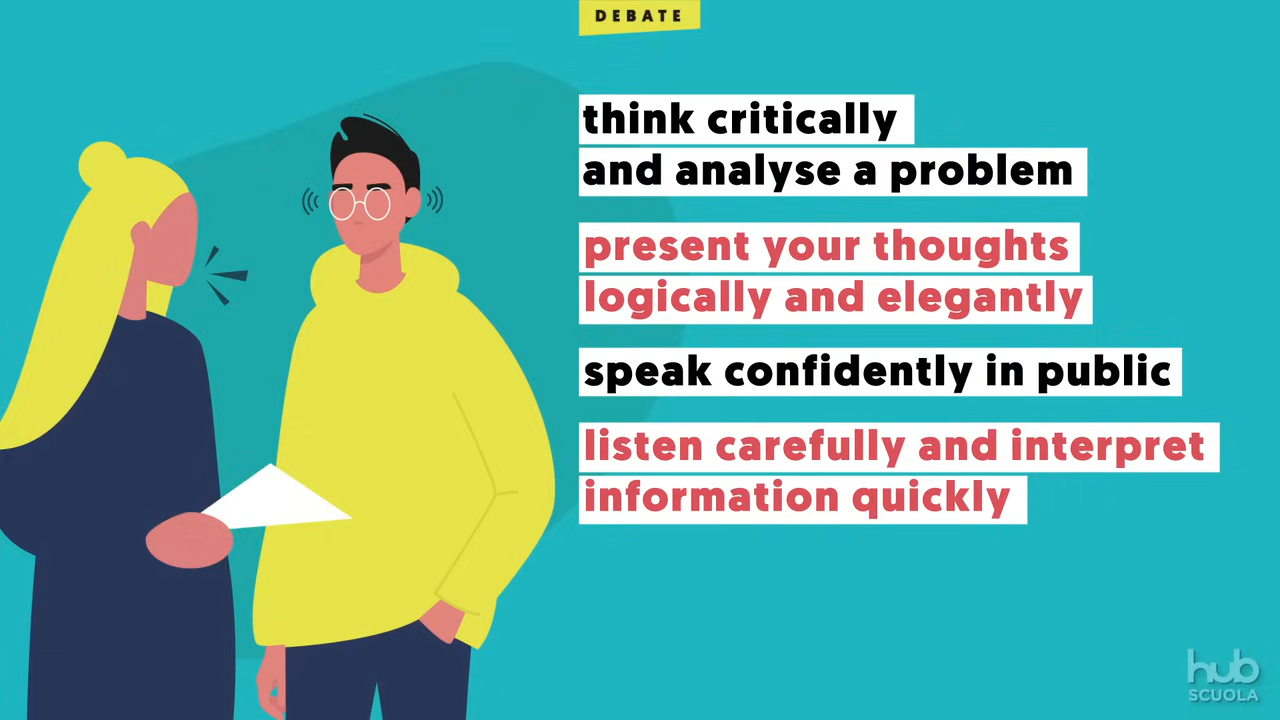 DEBATE
think critically
and analyse a problem
present your thoughts
logically and elegantly
speak confidently in public
listen carefully and interpret
information quickly
hub
SCUOLA